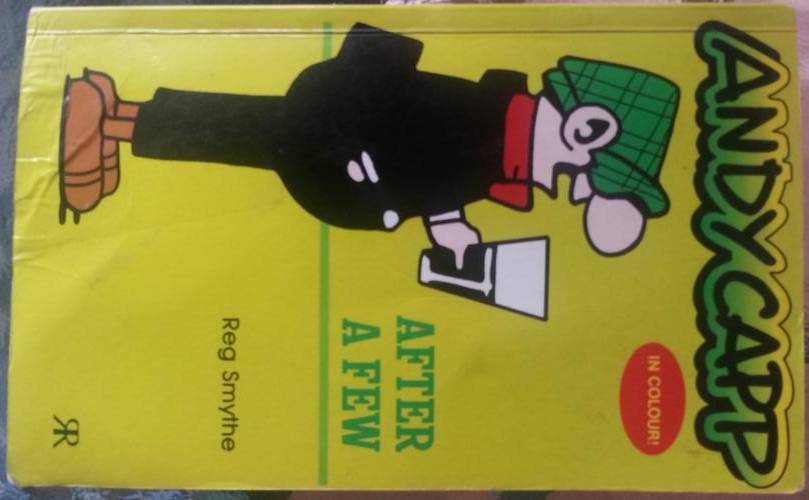 ANDY CAPP
IN COLOUR!
AFTER
A FEW
Reg Smythe